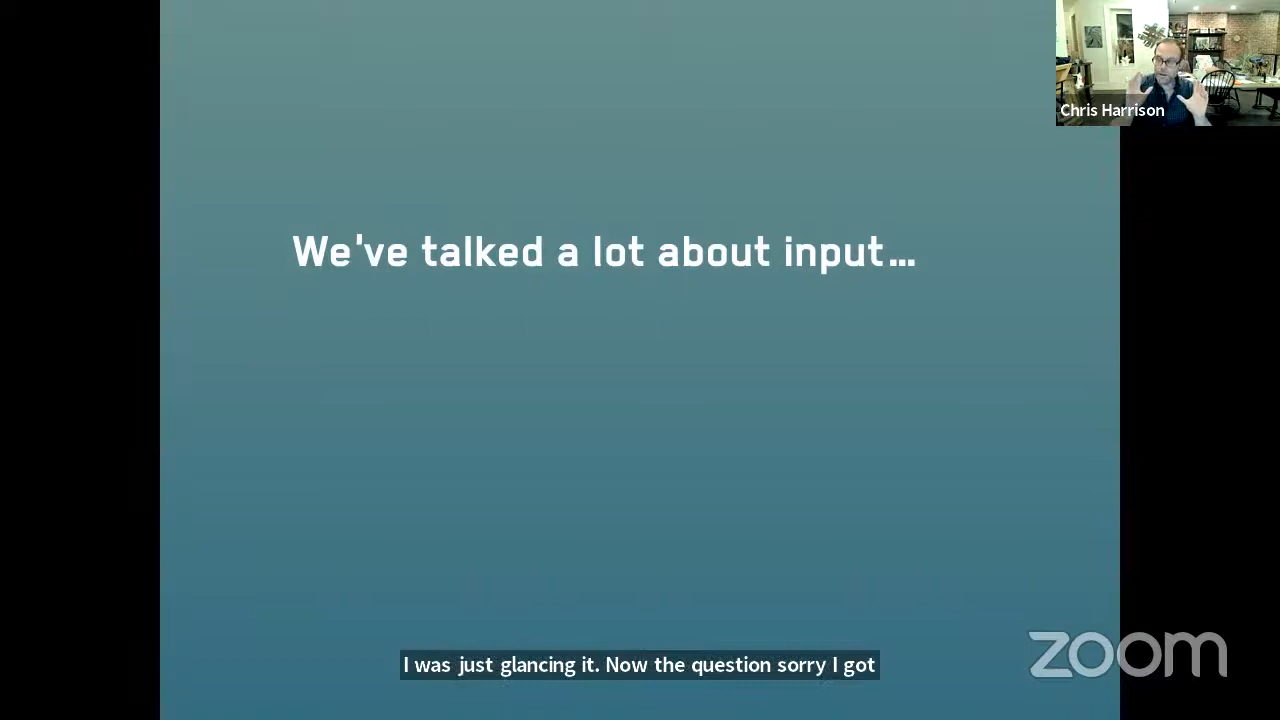 Chris Harrison
We've talked a lot about input...
I was just glancing it. Now the question sorry I got
zoom